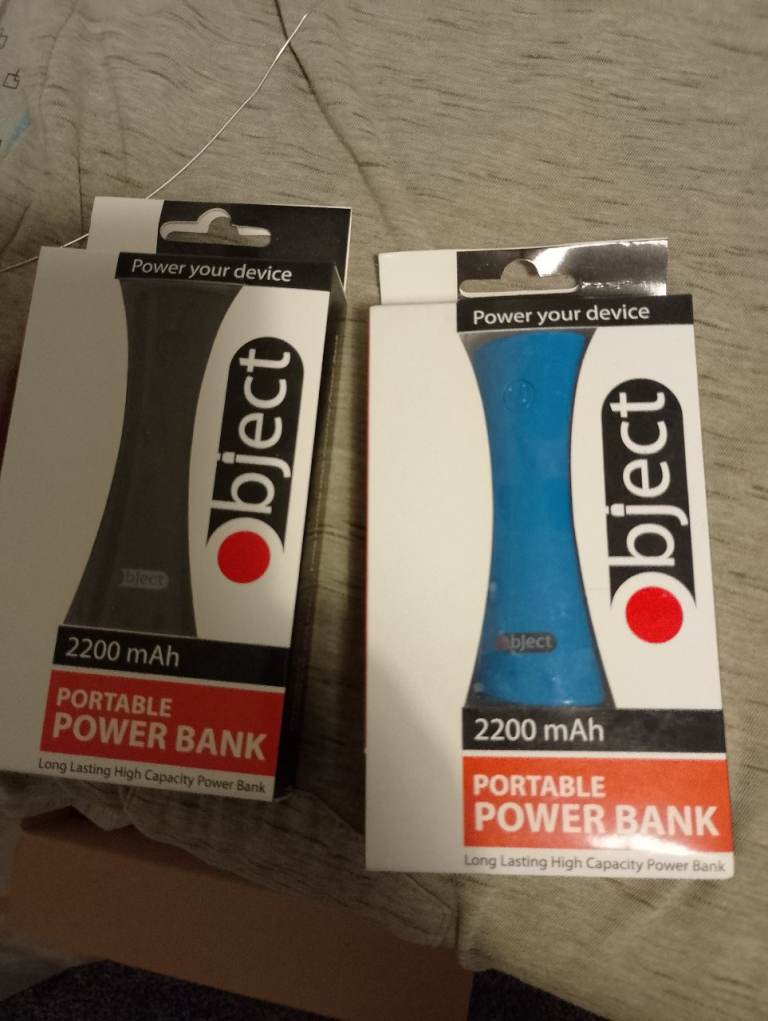 Power your device
Object
bject
2200 mAh
PORTABLE
POWER BANK
Long Lasting High Capacity Power Bank
Power your device
Object
Object
2200 mAh
PORTABLE
POWER BANK
Long Lasting High Capacity Power Bank